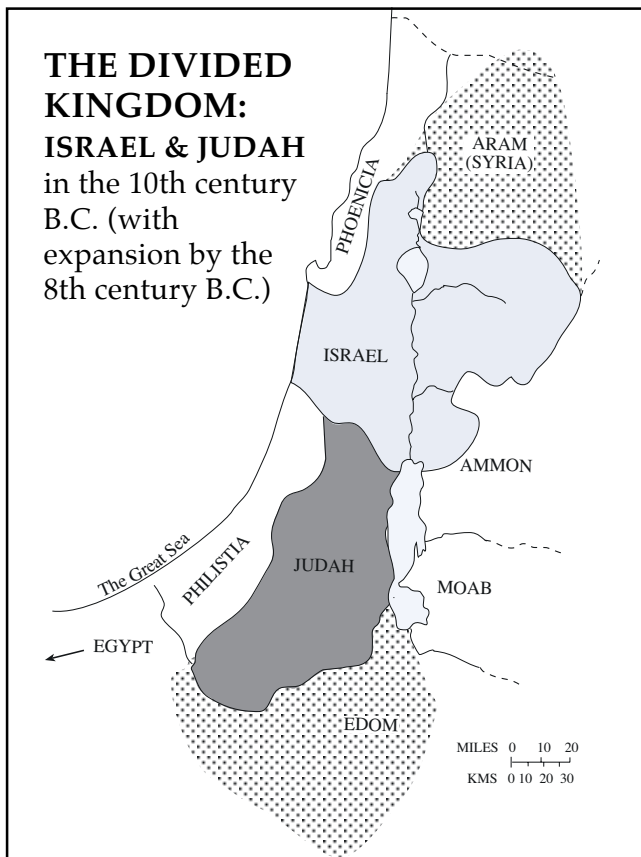 THE DIVIDED
KINGDOM:
ISRAEL & JUDAH
in the 10th century
B.C. (with
expansion by the
8th century B.C.)
ARAM
(SYRIA)
PHOENICIA
ISRAEL
AMMON
The Great Sea
PHILISTIA
JUDAH
MOAB
EGYPT
EDOM
MILES 0 10 20
KMS 0 10 20 30